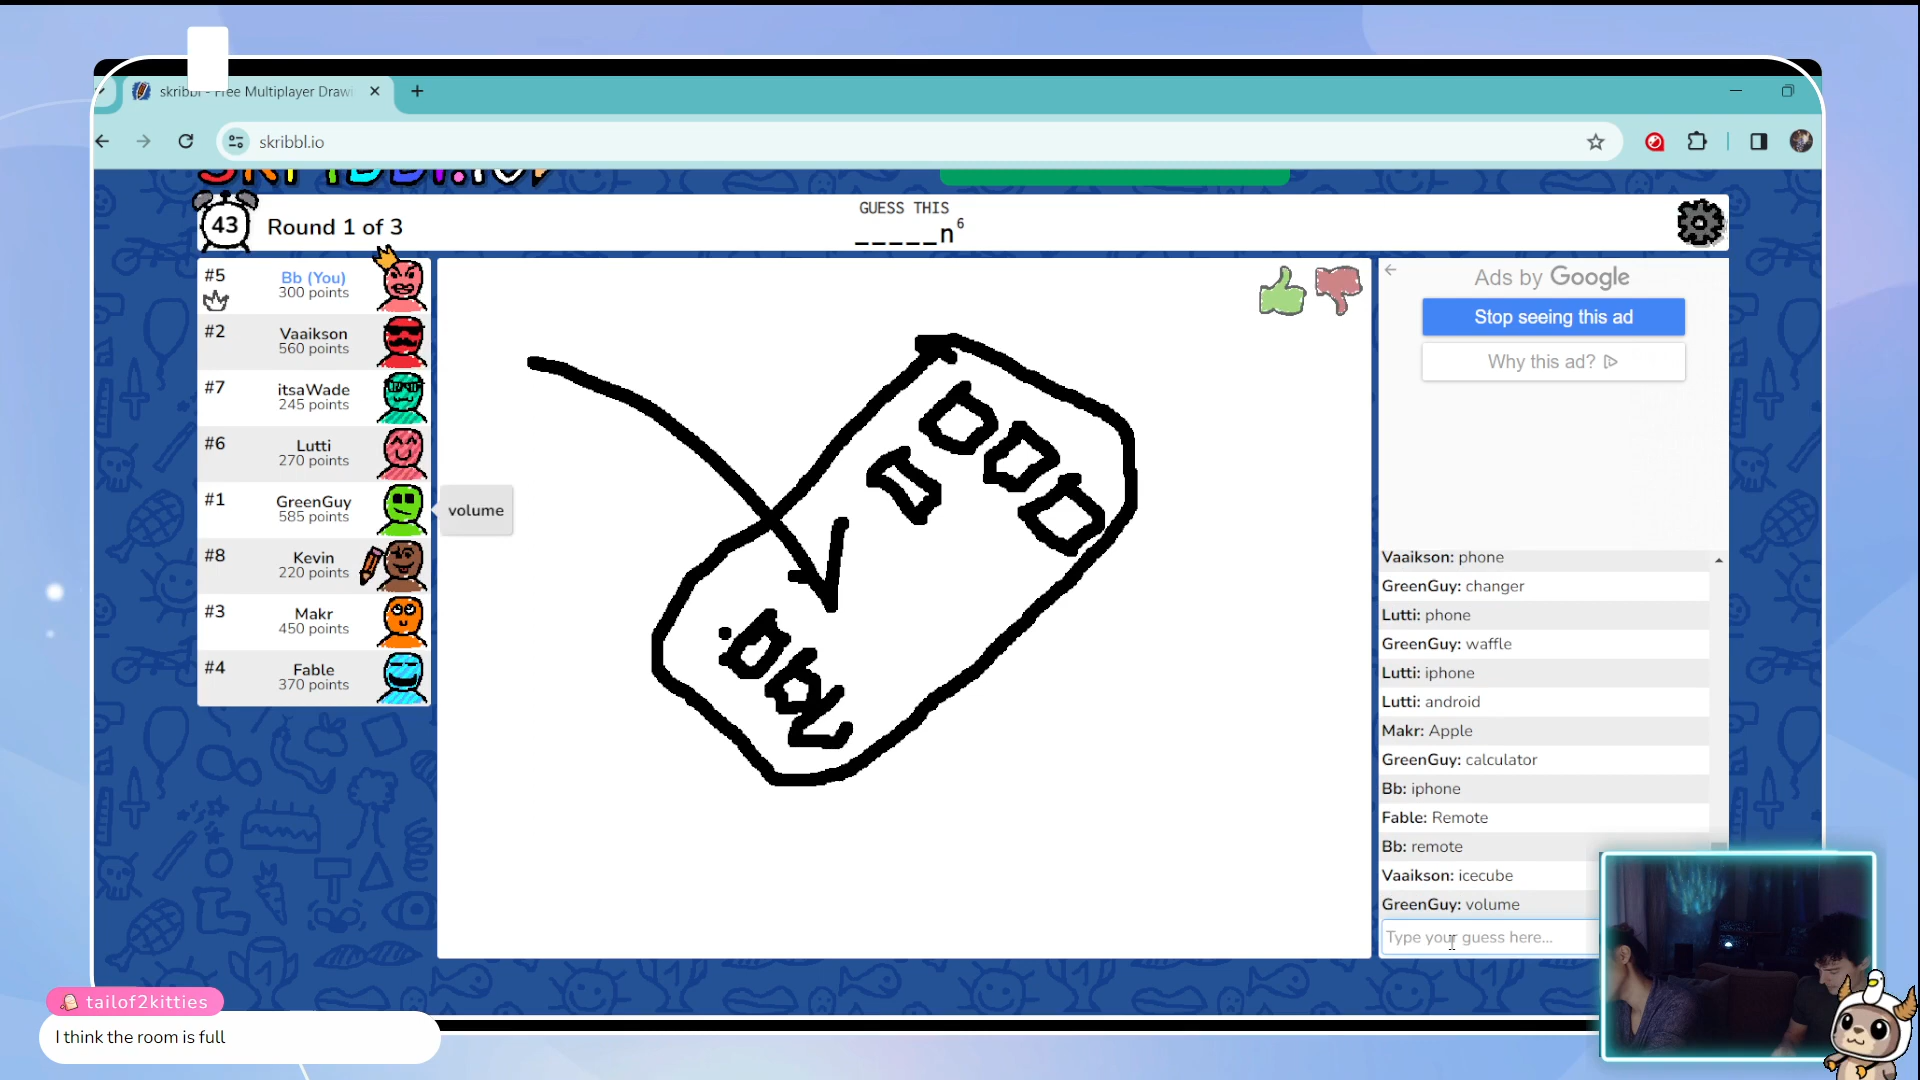 skribbl - Free Multiplayer Drawi
skribbl.io
43
Round 1 of 3
GUESS THIS
_____n 6
#5
Bb (You)
300 points
#2
Vaaikson
560 points
#7
itsaWade
245 points
#6
Lutti
270 points
#1
GreenGuy
585 points
volume
#8
Kevin
220 points
#3
Makr
450 points
#4
Fable
370 points
Ads by Google
Stop seeing this ad
Why this ad?
Vaaikson: phone
GreenGuy: changer
Lutti: phone
GreenGuy: waffle
Lutti: iphone
Lutti: android
Makr: Apple
GreenGuy: calculator
Bb: iphone
Fable: Remote
Bb: remote
Vaaikson: icecube
GreenGuy: volume
Type your guess here...
tailof2kitties
I think the room is full